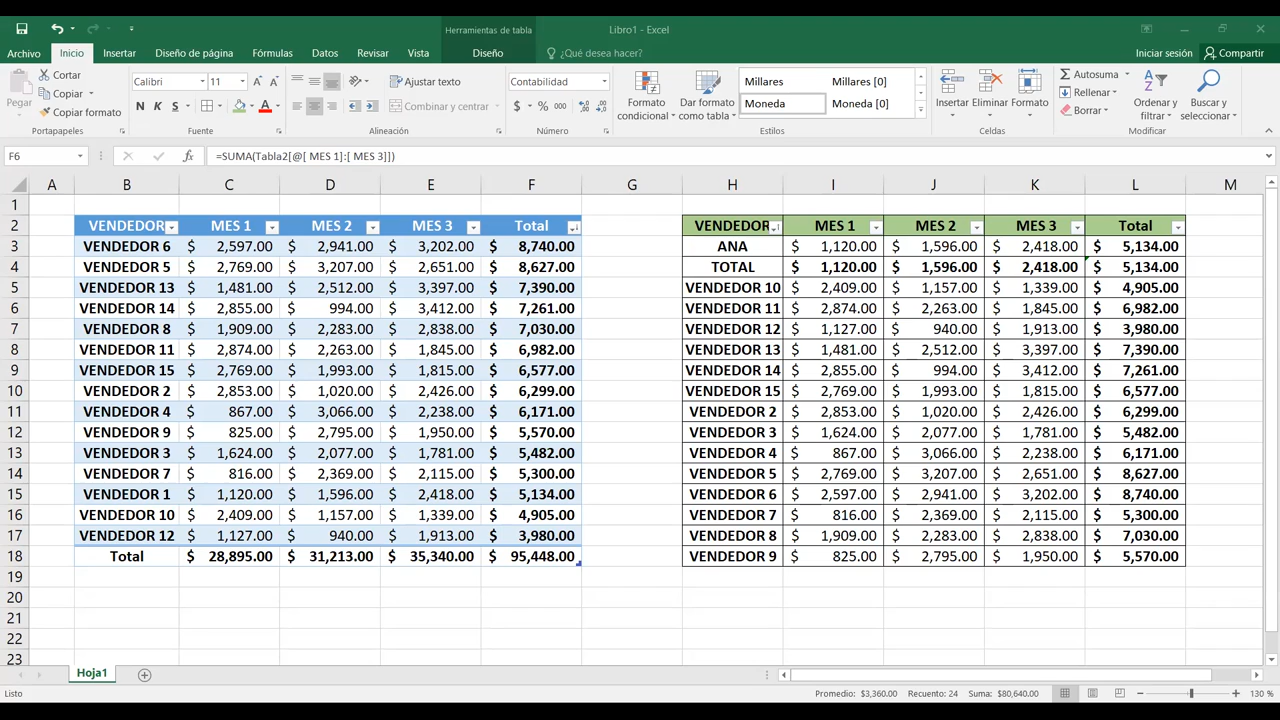 Herramientas de tabla Libro1 - Excel
Archivo Inicio Insertar Diseño de página Fórmulas Datos Revisar Vista Diseño ¿Qué desea hacer? Iniciar sesión Compartir
Pegar Cortar Calibri 11 Ajustar texto Contabilidad Formato condicional Dar formato como tabla Millares Millares [0] Insertar Eliminar Formato Autosuma Ordenar y filtrar Buscar y seleccionar
Copiar Rellenar
Copiar formato N K S Combinar y centrar $ % 000 Moneda Moneda [0] Borrar
Portapapeles Fuente Alineación Número Estilos Celdas Modificar
F6 fx =SUMA(Tabla2[@[ MES 1]:[ MES 3]])
A B C D E F G H I J K L M
1
2 VENDEDOR MES 1 MES 2 MES 3 Total VENDEDOR MES 1 MES 2 MES 3 Total
3 VENDEDOR 6 $ 2,597.00 $ 2,941.00 $ 3,202.00 $ 8,740.00 ANA $ 1,120.00 $ 1,596.00 $ 2,418.00 $ 5,134.00
4 VENDEDOR 5 $ 2,769.00 $ 3,207.00 $ 2,651.00 $ 8,627.00 TOTAL $ 1,120.00 $ 1,596.00 $ 2,418.00 $ 5,134.00
5 VENDEDOR 13 $ 1,481.00 $ 2,512.00 $ 3,397.00 $ 7,390.00 VENDEDOR 10 $ 2,409.00 $ 1,157.00 $ 1,339.00 $ 4,905.00
6 VENDEDOR 14 $ 2,855.00 $ 994.00 $ 3,412.00 $ 7,261.00 VENDEDOR 11 $ 2,874.00 $ 2,263.00 $ 1,845.00 $ 6,982.00
7 VENDEDOR 8 $ 1,909.00 $ 2,283.00 $ 2,838.00 $ 7,030.00 VENDEDOR 12 $ 1,127.00 $ 940.00 $ 1,913.00 $ 3,980.00
8 VENDEDOR 11 $ 2,874.00 $ 2,263.00 $ 1,845.00 $ 6,982.00 VENDEDOR 13 $ 1,481.00 $ 2,512.00 $ 3,397.00 $ 7,390.00
9 VENDEDOR 15 $ 2,769.00 $ 1,993.00 $ 1,815.00 $ 6,577.00 VENDEDOR 14 $ 2,855.00 $ 994.00 $ 3,412.00 $ 7,261.00
10 VENDEDOR 2 $ 2,853.00 $ 1,020.00 $ 2,426.00 $ 6,299.00 VENDEDOR 15 $ 2,769.00 $ 1,993.00 $ 1,815.00 $ 6,577.00
11 VENDEDOR 4 $ 867.00 $ 3,066.00 $ 2,238.00 $ 6,171.00 VENDEDOR 2 $ 2,853.00 $ 1,020.00 $ 2,426.00 $ 6,299.00
12 VENDEDOR 9 $ 825.00 $ 2,795.00 $ 1,950.00 $ 5,570.00 VENDEDOR 3 $ 1,624.00 $ 2,077.00 $ 1,781.00 $ 5,482.00
13 VENDEDOR 3 $ 1,624.00 $ 2,077.00 $ 1,781.00 $ 5,482.00 VENDEDOR 4 $ 867.00 $ 3,066.00 $ 2,238.00 $ 6,171.00
14 VENDEDOR 7 $ 816.00 $ 2,369.00 $ 2,115.00 $ 5,300.00 VENDEDOR 5 $ 2,769.00 $ 3,207.00 $ 2,651.00 $ 8,627.00
15 VENDEDOR 1 $ 1,120.00 $ 1,596.00 $ 2,418.00 $ 5,134.00 VENDEDOR 6 $ 2,597.00 $ 2,941.00 $ 3,202.00 $ 8,740.00
16 VENDEDOR 10 $ 2,409.00 $ 1,157.00 $ 1,339.00 $ 4,905.00 VENDEDOR 7 $ 816.00 $ 2,369.00 $ 2,115.00 $ 5,300.00
17 VENDEDOR 12 $ 1,127.00 $ 940.00 $ 1,913.00 $ 3,980.00 VENDEDOR 8 $ 1,909.00 $ 2,283.00 $ 2,838.00 $ 7,030.00
18 Total $ 28,895.00 $ 31,213.00 $ 35,340.00 $ 95,448.00 VENDEDOR 9 $ 825.00 $ 2,795.00 $ 1,950.00 $ 5,570.00
19
20
21
22
23
Hoja1
Listo Promedio: $3,360.00 Recuento: 24 Suma: $80,640.00 130 %